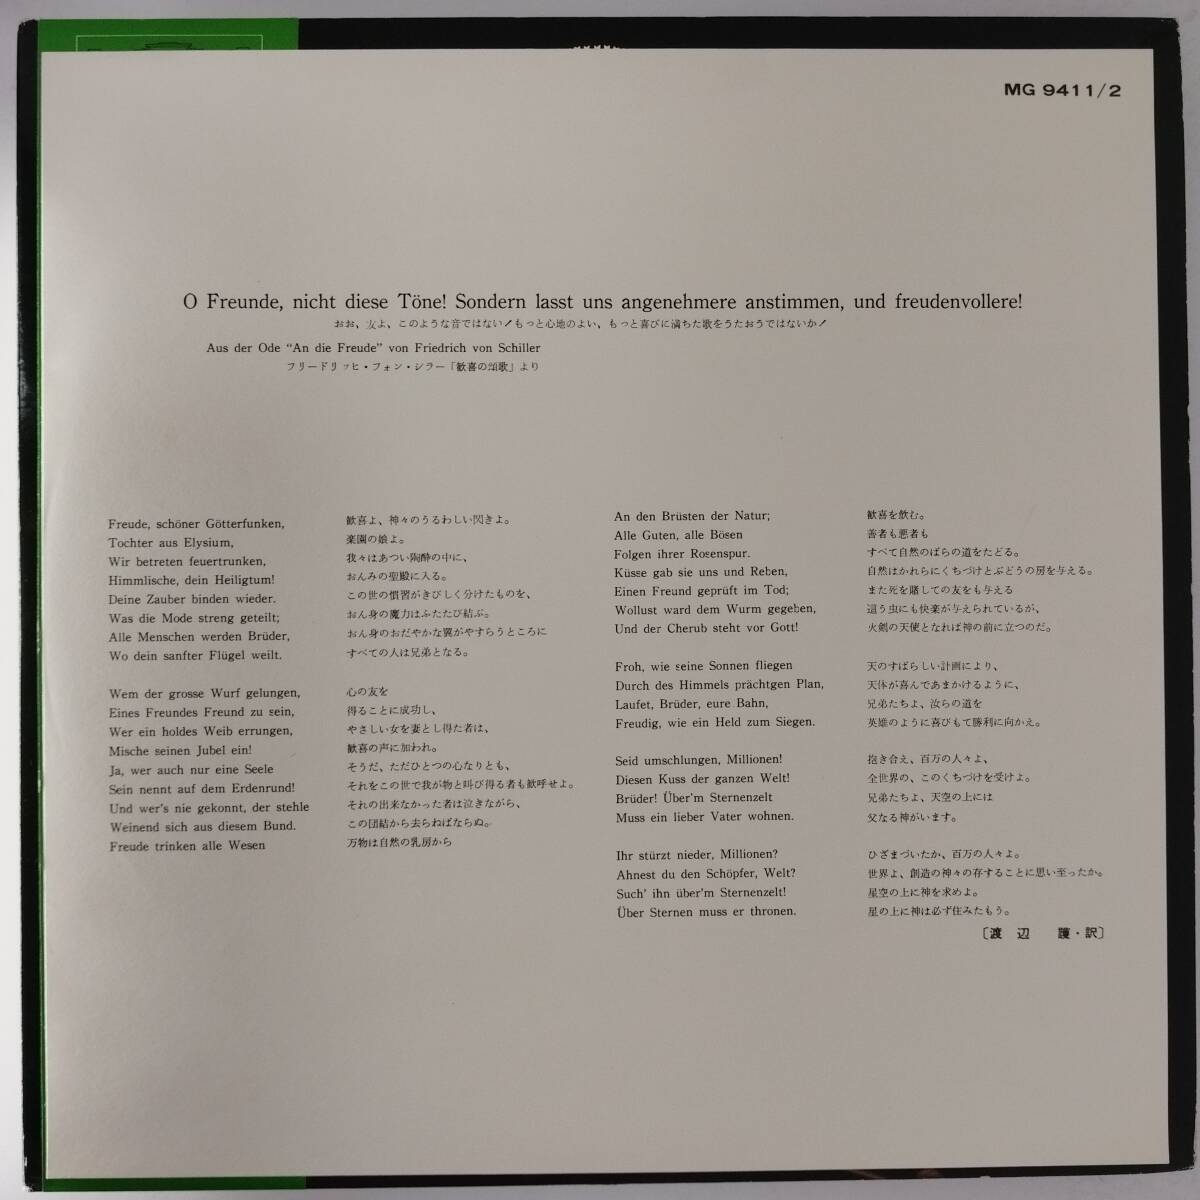 MG 9411/2
O Freunde, nicht diese Töne! Sondern lasst uns angenehmere anstimmen, und freudenvollere!
おお、友よ、このような音ではない！もっと心地のよい、もっと喜びに満ちた歌をうたおうではないか！
Aus der Ode “An die Freude” von Friedrich von Schiller
フリードリッヒ・フォン・シラー「歓喜の頌歌」より
Freude, schöner Götterfunken,
Tochter aus Elysium,
Wir betreten feuertrunken,
Himmlische, dein Heiligtum!
Deine Zauber binden wieder.
Was die Mode streng geteilt;
Alle Menschen werden Brüder,
Wo dein sanfter Flügel weilt.
歓喜よ、神々のうるわしい閃きよ。
楽園の娘よ。
我々はあつい陶酔の中に、
おんみの聖殿に入る。
この世の慣習がきびしく分けたものを、
おん身の魔力はふたたび結ぶ。
おん身のおだやかな翼がやすらうところに
すべての人は兄弟となる。
Wem der grosse Wurf gelungen,
Eines Freundes Freund zu sein,
Wer ein holdes Weib errungen,
Mische seinen Jubel ein!
Ja, wer auch nur eine Seele
Sein nennt auf dem Erdenrund!
Und wer's nie gekonnt, der stehle
Weinend sich aus diesem Bund.
Freude trinken alle Wesen
心の友を
得ることに成功し、
やさしい女を妻とし得た者は、
歓喜の声に加われ。
そうだ、ただひとつの心なりとも、
それをこの世で我が物と叫び得る者も歓呼せよ。
それの出来なかった者は泣きながら、
この団結から去らねばならぬ。
万物は自然の乳房から
An den Brüsten der Natur;
Alle Guten, alle Bösen
Folgen ihrer Rosenspur.
Küsse gab sie uns und Reben,
Einen Freund geprüft im Tod;
Wollust ward dem Wurm gegeben,
Und der Cherub steht vor Gott!
歓喜を飲む。
善者も悪者も
すべて自然のばらの道をたどる。
自然はかれらにくちづけとぶどうの房を与える。
また死を賭しての友をも与える
這う虫にも快楽が与えられているが、
火剣の天使となれば神の前に立つのだ。
Froh, wie seine Sonnen fliegen
Durch des Himmels prächtgen Plan,
Laufet, Brüder, eure Bahn,
Freudig, wie ein Held zum Siegen.
天のすばらしい計画により、
天体が喜んであまかけるように、
兄弟たちよ、汝らの道を
英雄のように喜びもて勝利に向かえ。
Seid umschlungen, Millionen!
Diesen Kuss der ganzen Welt!
Brüder! Über'm Sternenzelt
Muss ein lieber Vater wohnen.
抱き合え、百万の人々よ、
全世界の、このくちづけを受けよ。
兄弟たちよ、天空の上には
父なる神がいます。
Ihr stürzt nieder, Millionen?
Ahnest du den Schöpfer, Welt?
Such' ihn über'm Sternenzelt!
Über Sternen muss er thronen.
ひざまづいたか、百万の人々よ。
世界よ、創造の神々の存することに思い至ったか。
星空の上に神を求めよ。
星の上に神は必ず住みたもう。
〔渡辺 護・訳〕